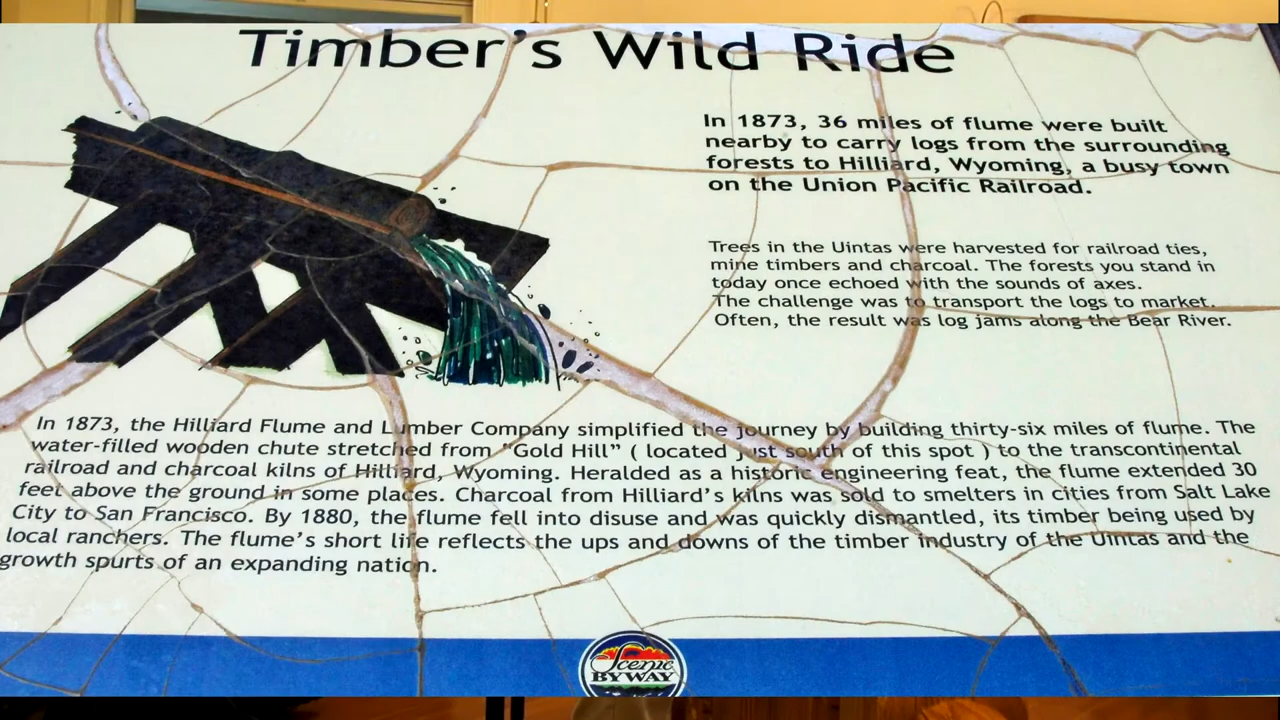 Timber's Wild Ride
In 1873, 36 miles of flume were built
nearby to carry logs from the surrounding
forests to Hilliard, Wyoming, a busy town
on the Union Pacific Railroad.
Trees in the Uintas were harvested for railroad ties,
mine timbers and charcoal. The forests you stand in
today once echoed with the sounds of axes.
The challenge was to transport the logs to market.
Often, the result was log jams along the Bear River.
In 1873, the Hilliard Flume and Lumber Company simplified the journey by building thirty-six miles of flume. The
water-filled wooden chute stretched from "Gold Hill" ( located just south of this spot ) to the transcontinental
railroad and charcoal kilns of Hilliard, Wyoming. Heralded as a historic engineering feat, the flume extended 30
feet above the ground in some places. Charcoal from Hilliard's kilns was sold to smelters in cities from Salt Lake
City to San Francisco. By 1880, the flume fell into disuse and was quickly dismantled, its timber being used by
local ranchers. The flume's short life reflects the ups and downs of the timber industry of the Uintas and the
growth spurts of an expanding nation.
Scenic
BYWAY